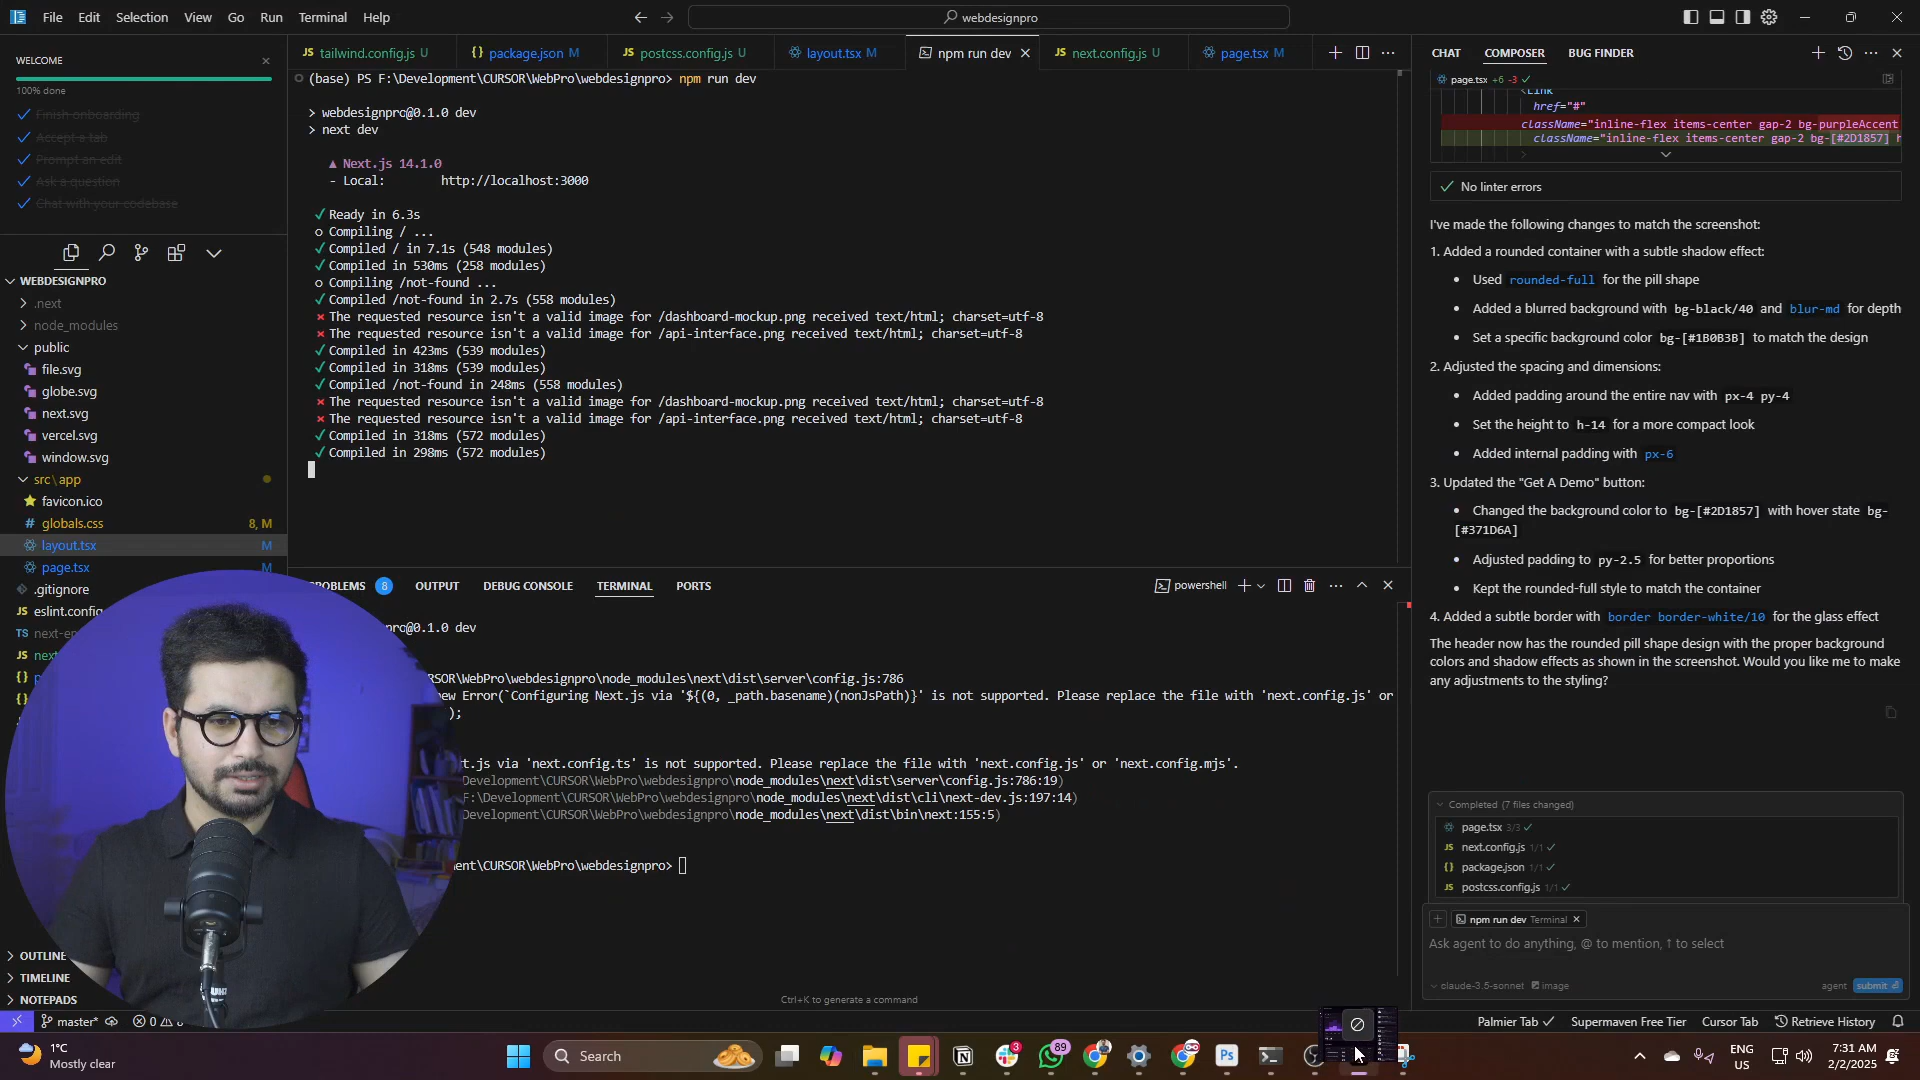 File Edit Selection View Go Run Terminal Help
webdesignpro
WELCOME
100% done
Finish onboarding
Accept a tab
Prompt an edit
Ask a question
Chat with your codebase
WEBDESIGNPRO
.next
node_modules
public
file.svg
globe.svg
next.svg
vercel.svg
window.svg
src\app
favicon.ico
globals.css 8, M
layout.tsx M
page.tsx M
.gitignore
eslint.config
next-en
next
OUTLINE
TIMELINE
NOTEPADS
tailwind.config.js U
package.json M
postcss.config.js U
layout.tsx M
npm run dev
next.config.js U
page.tsx M
(base) PS F:\Development\CURSOR\WebPro\webdesignpro> npm run dev
> webdesignpro@0.1.0 dev
> next dev
▲ Next.js 14.1.0
- Local: http://localhost:3000
✓ Ready in 6.3s
○ Compiling / ...
✓ Compiled / in 7.1s (548 modules)
✓ Compiled in 530ms (258 modules)
○ Compiling /not-found ...
✓ Compiled /not-found in 2.7s (558 modules)
× The requested resource isn't a valid image for /dashboard-mockup.png received text/html; charset=utf-8
× The requested resource isn't a valid image for /api-interface.png received text/html; charset=utf-8
✓ Compiled in 423ms (539 modules)
✓ Compiled in 318ms (539 modules)
✓ Compiled /not-found in 248ms (558 modules)
× The requested resource isn't a valid image for /dashboard-mockup.png received text/html; charset=utf-8
× The requested resource isn't a valid image for /api-interface.png received text/html; charset=utf-8
✓ Compiled in 318ms (572 modules)
✓ Compiled in 298ms (572 modules)
ROBLEMS 8 OUTPUT DEBUG CONSOLE TERMINAL PORTS
powershell
o@0.1.0 dev
CURSOR\WebPro\webdesignpro\node_modules\next\dist\server\config.js:786
new Error(`Configuring Next.js via '${(0, _path.basename)(nonJsPath)}' is not supported. Please replace the file with 'next.config.js' or
);
xt.js via 'next.config.ts' is not supported. Please replace the file with 'next.config.js' or 'next.config.mjs'.
Development\CURSOR\WebPro\webdesignpro\node_modules\next\dist\server\config.js:786:19)
F:\Development\CURSOR\WebPro\webdesignpro\node_modules\next\dist\cli\next-dev.js:197:14)
Development\CURSOR\WebPro\webdesignpro\node_modules\next\dist\bin\next:155:5)
ent\CURSOR\WebPro\webdesignpro>
Ctrl+K to generate a command
CHAT COMPOSER BUG FINDER
page.tsx +6 -3
<Link
href="#"
className="inline-flex items-center gap-2 bg-purpleAccent
className="inline-flex items-center gap-2 bg-[#2D1857]
>
No linter errors
I've made the following changes to match the screenshot:
1. Added a rounded container with a subtle shadow effect:
• Used rounded-full for the pill shape
• Added a blurred background with bg-black/40 and blur-md for depth
• Set a specific background color bg-[#1B0B3B] to match the design
2. Adjusted the spacing and dimensions:
• Added padding around the entire nav with px-4 py-4
• Set the height to h-14 for a more compact look
• Added internal padding with px-6
3. Updated the "Get A Demo" button:
• Changed the background color to bg-[#2D1857] with hover state bg-
[#371D6A]
• Adjusted padding to py-2.5 for better proportions
• Kept the rounded-full style to match the container
4. Added a subtle border with border border-white/10 for the glass effect
The header now has the rounded pill shape design with the proper background
colors and shadow effects as shown in the screenshot. Would you like me to make
any adjustments to the styling?
Completed (7 files changed)
page.tsx 3/3
next.config.js 1/1
package.json 1/1
postcss.config.js 1/1
npm run dev Terminal
Ask agent to do anything, @ to mention, ↑ to select
claude-3.5-sonnet image agent submit
master* 0
Palmier Tab Supermaven Free Tier Cursor Tab Retrieve History
1°C
Mostly clear
Search
3
89
Ps
ENG
US
7:31 AM
2/2/2025